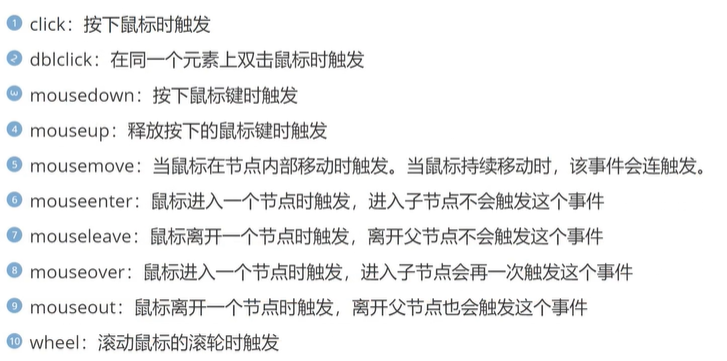 1 click：按下鼠标时触发
2 dblclick：在同一个元素上双击鼠标时触发
3 mousedown：按下鼠标键时触发
4 mouseup：释放按下的鼠标键时触发
5 mousemove：当鼠标在节点内部移动时触发。当鼠标持续移动时，该事件会连触发。
6 mouseenter：鼠标进入一个节点时触发，进入子节点不会触发这个事件
7 mouseleave：鼠标离开一个节点时触发，离开父节点不会触发这个事件
8 mouseover：鼠标进入一个节点时触发，进入子节点会再一次触发这个事件
9 mouseout：鼠标离开一个节点时触发，离开父节点也会触发这个事件
10 wheel：滚动鼠标的滚轮时触发